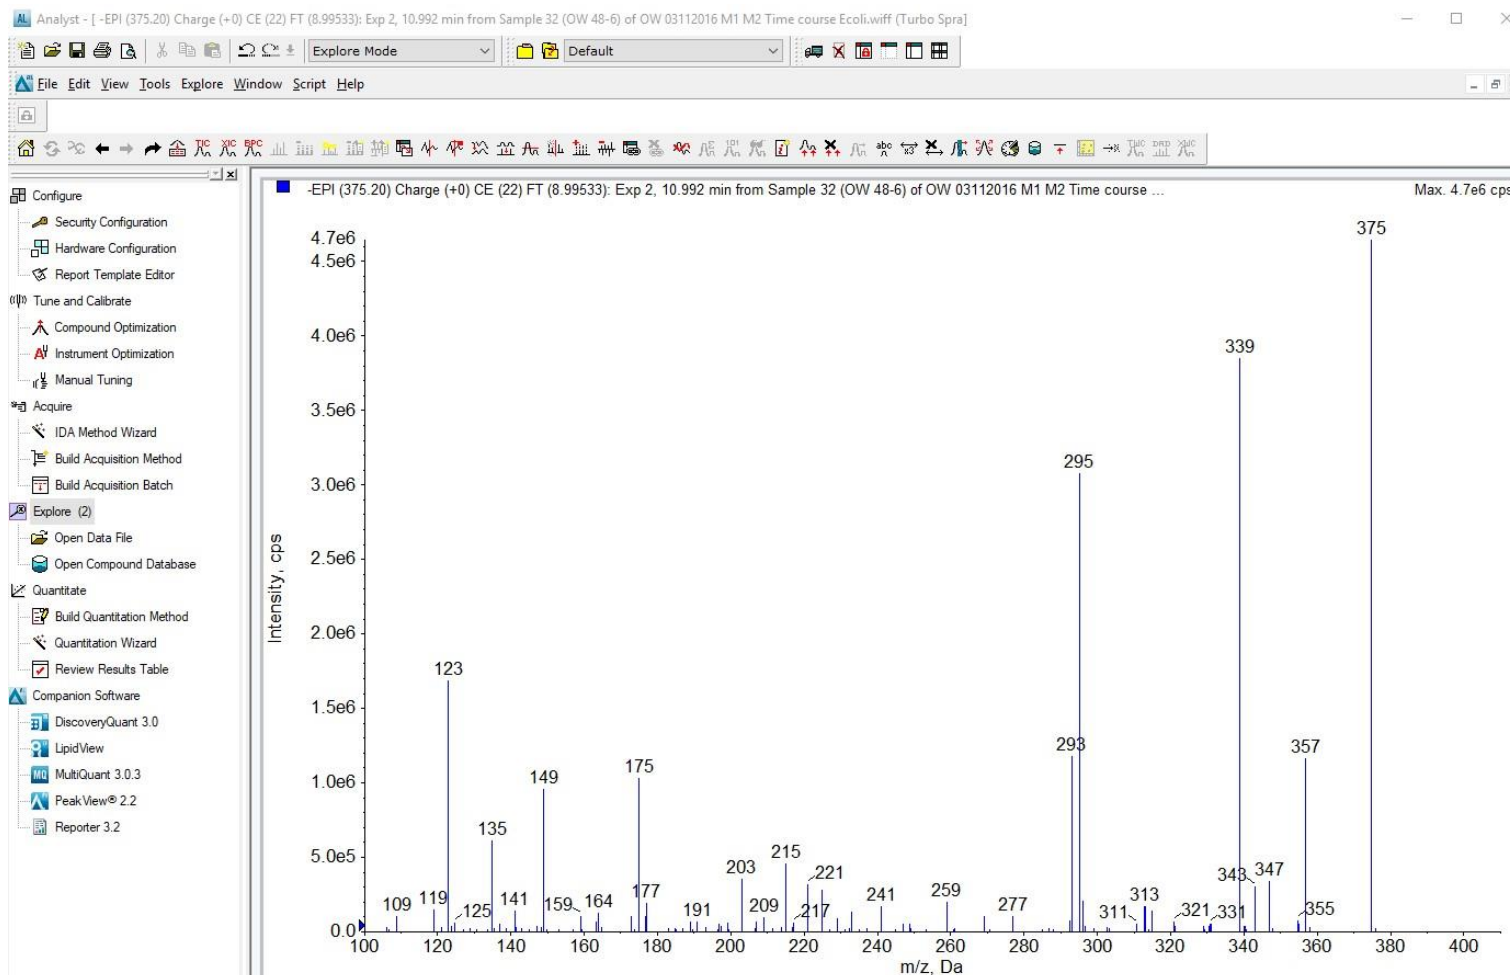 Analyst - [ -EPI (375.20) Charge (+0) CE (22) FT (8.99533): Exp 2, 10.992 min from Sample 32 (OW 48-6) of OW 03112016 M1 M2 Time course Ecoli.wiff (Turbo Spra]
Explore Mode
Default
File Edit View Tools Explore Window Script Help
TIC XIC BPC
Configure
Security Configuration
Hardware Configuration
Report Template Editor
Tune and Calibrate
Compound Optimization
Instrument Optimization
Manual Tuning
Acquire
IDA Method Wizard
Build Acquisition Method
Build Acquisition Batch
Explore (2)
Open Data File
Open Compound Database
Quantitate
Build Quantitation Method
Quantitation Wizard
Review Results Table
Companion Software
DiscoveryQuant 3.0
LipidView
MultiQuant 3.0.3
PeakView® 2.2
Reporter 3.2
-EPI (375.20) Charge (+0) CE (22) FT (8.99533): Exp 2, 10.992 min from Sample 32 (OW 48-6) of OW 03112016 M1 M2 Time course ...
Max. 4.7e6 cps
Intensity, cps
4.7e6
4.5e6
4.0e6
3.5e6
3.0e6
2.5e6
2.0e6
1.5e6
1.0e6
5.0e5
0.0
375
339
295
123
293
357
175
149
135
215
203
221
343
347
177
119
164
141
159
109
125
191
209
217
241
259
277
311
313
321
331
355
100 120 140 160 180 200 220 240 260 280 300 320 340 360 380 400
m/z, Da